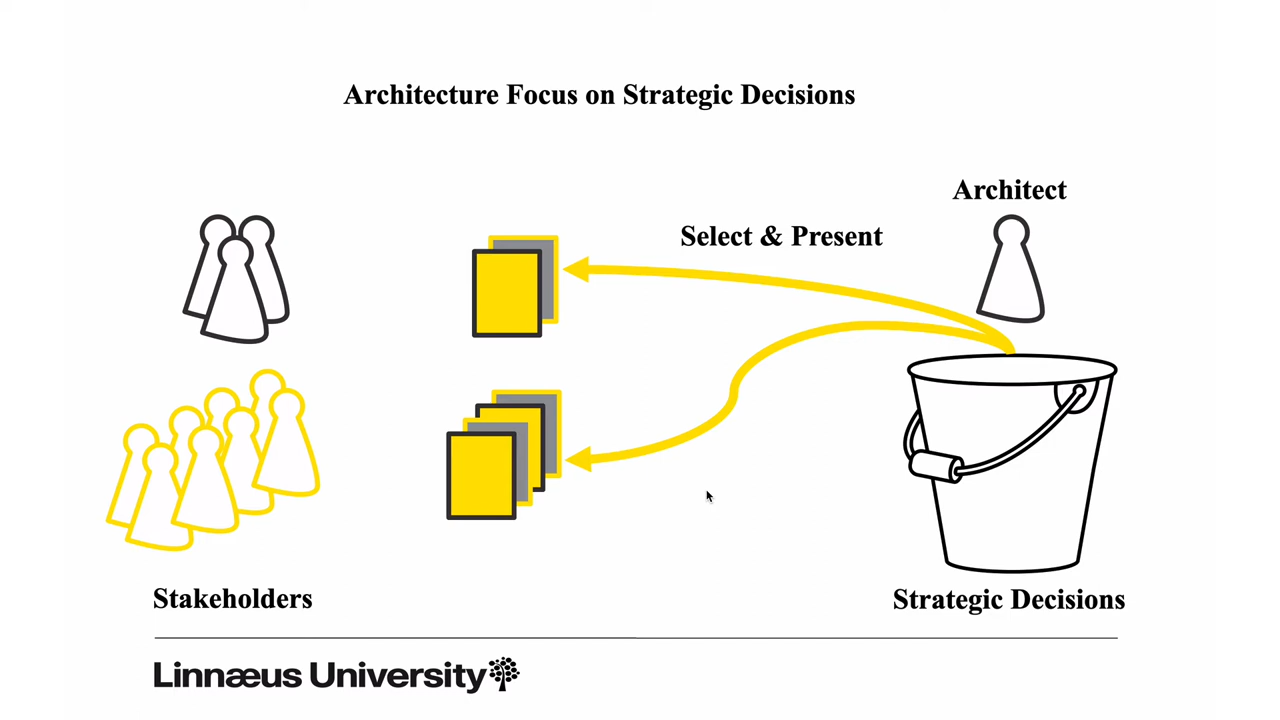 Architecture Focus on Strategic Decisions
Architect
Select & Present
Stakeholders
Strategic Decisions
Linnæus University